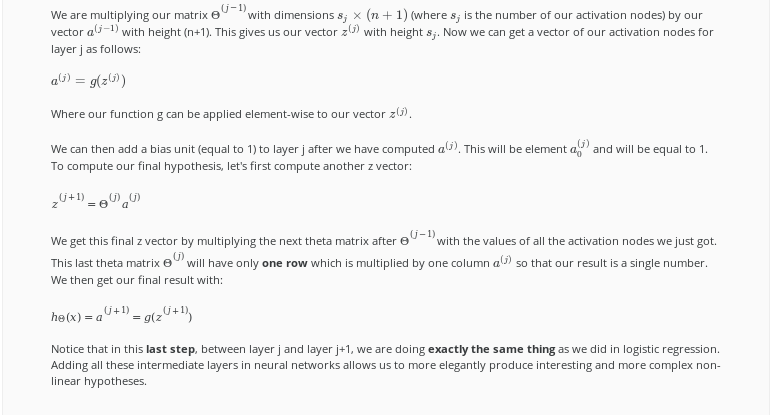 We are multiplying our matrix Θ^(j−1) with dimensions s_j × (n + 1) (where s_j is the number of our activation nodes) by our
vector a^(j−1) with height (n+1). This gives us our vector z^(j) with height s_j. Now we can get a vector of our activation nodes for
layer j as follows:
a^(j) = g(z^(j))
Where our function g can be applied element-wise to our vector z^(j).
We can then add a bias unit (equal to 1) to layer j after we have computed a^(j). This will be element a_0^(j) and will be equal to 1.
To compute our final hypothesis, let's first compute another z vector:
z^(j+1) = Θ^(j) a^(j)
We get this final z vector by multiplying the next theta matrix after Θ^(j−1) with the values of all the activation nodes we just got.
This last theta matrix Θ^(j) will have only one row which is multiplied by one column a^(j) so that our result is a single number.
We then get our final result with:
h_Θ(x) = a^(j+1) = g(z^(j+1))
Notice that in this last step, between layer j and layer j+1, we are doing exactly the same thing as we did in logistic regression.
Adding all these intermediate layers in neural networks allows us to more elegantly produce interesting and more complex non-
linear hypotheses.